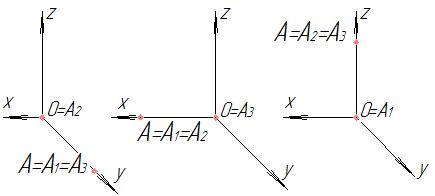 z
x
O=A₂
A=A₁=A₃
y
z
x
O=A₃
A=A₁=A₂
y
z
A=A₂=A₃
x
O=A₁
y